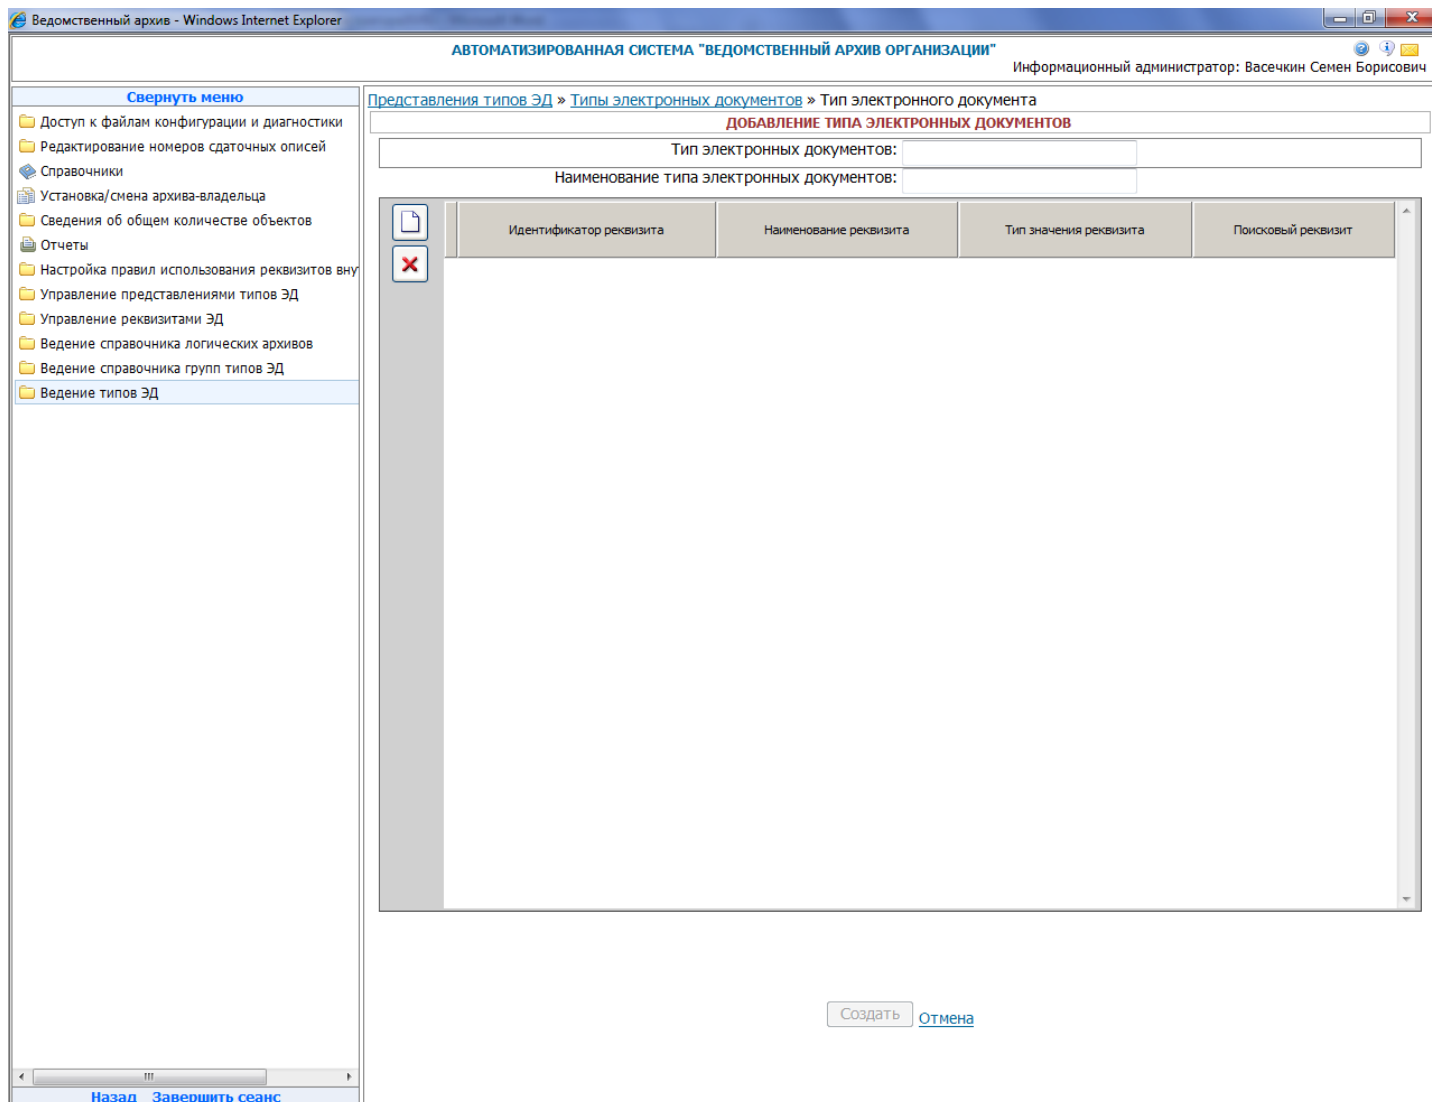 Ведомственный архив - Windows Internet Explorer
АВТОМАТИЗИРОВАННАЯ СИСТЕМА "ВЕДОМСТВЕННЫЙ АРХИВ ОРГАНИЗАЦИИ"
Информационный администратор: Васечкин Семен Борисович
Свернуть меню
Доступ к файлам конфигурации и диагностики
Редактирование номеров сдаточных описей
Справочники
Установка/смена архива-владельца
Сведения об общем количестве объектов
Отчеты
Настройка правил использования реквизитов вну
Управление представлениями типов ЭД
Управление реквизитами ЭД
Ведение справочника логических архивов
Ведение справочника групп типов ЭД
Ведение типов ЭД
Назад Завершить сеанс
Представления типов ЭД » Типы электронных документов » Тип электронного документа
ДОБАВЛЕНИЕ ТИПА ЭЛЕКТРОННЫХ ДОКУМЕНТОВ
Тип электронных документов:
Наименование типа электронных документов:
Идентификатор реквизита Наименование реквизита Тип значения реквизита Поисковый реквизит
Создать Отмена